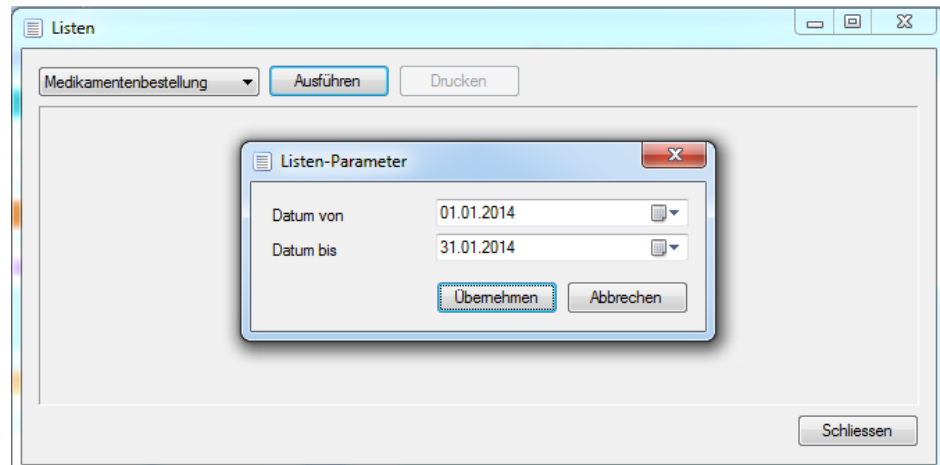 Listen
Medikamentenbestellung Ausführen Drucken
Listen-Parameter
Datum von 01.01.2014
Datum bis 31.01.2014
Übernehmen Abbrechen
Schliessen